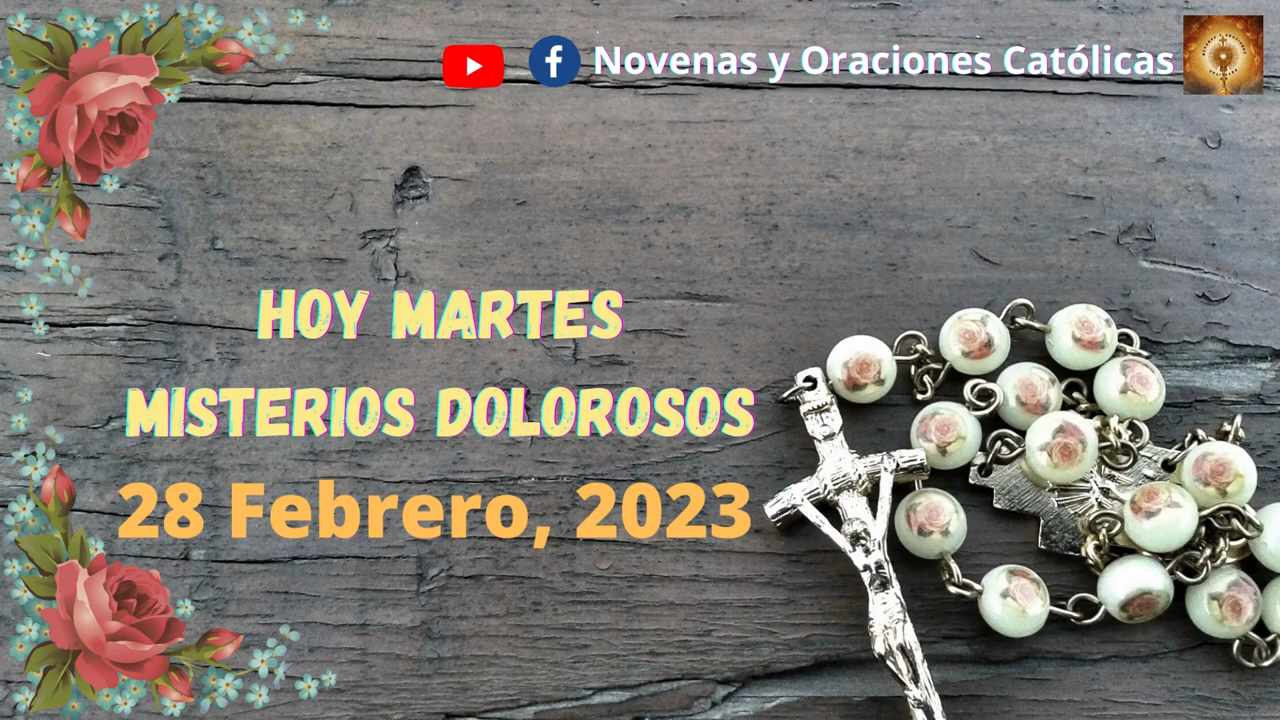 Novenas y Oraciones Católicas
HOY MARTES
MISTERIOS DOLOROSOS
28 Febrero, 2023